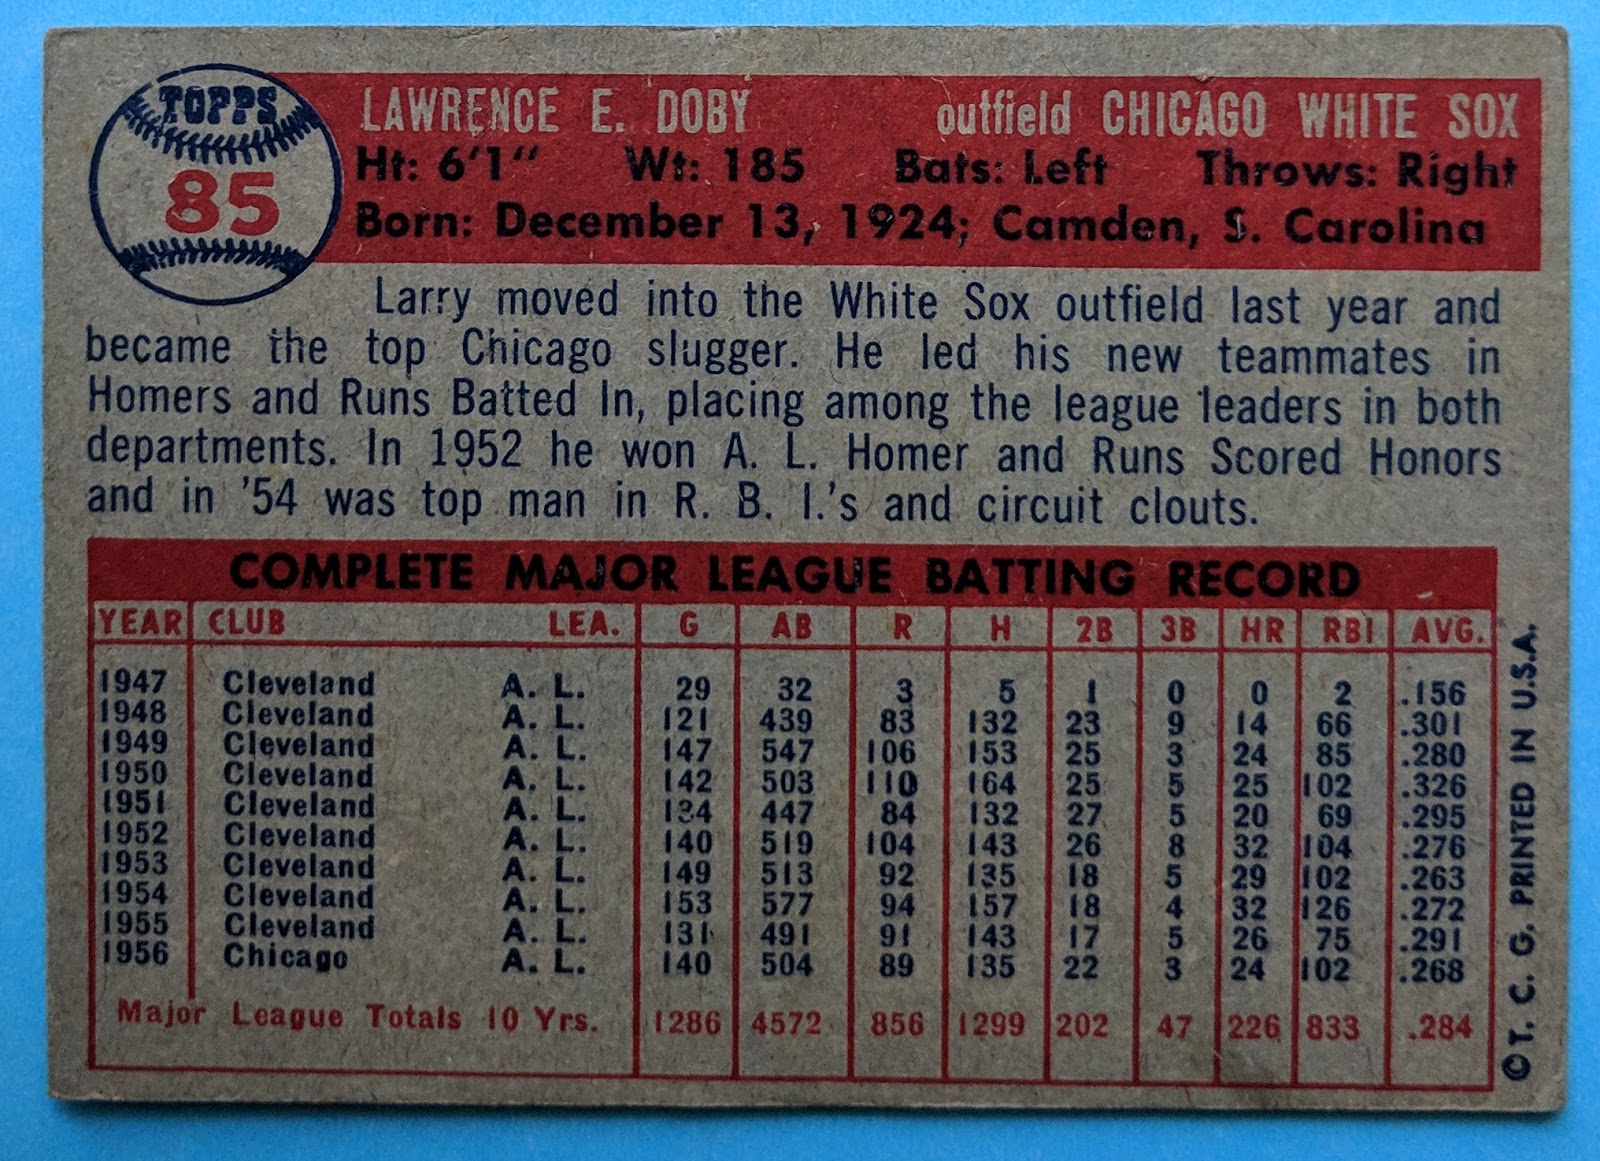 TOPPS
85
LAWRENCE E. DOBY outfield CHICAGO WHITE SOX
Ht: 6'1" Wt: 185 Bats: Left Throws: Right
Born: December 13, 1924; Camden, S. Carolina
Larry moved into the White Sox outfield last year and
became the top Chicago slugger. He led his new teammates in
Homers and Runs Batted In, placing among the league leaders in both
departments. In 1952 he won A. L. Homer and Runs Scored Honors
and in '54 was top man in R. B. I.'s and circuit clouts.
COMPLETE MAJOR LEAGUE BATTING RECORD
YEAR CLUB LEA. G AB R H 2B 3B HR RBI AVG.
1947 Cleveland A. L. 29 32 3 5 1 0 0 2 .156
1948 Cleveland A. L. 121 439 83 132 23 9 14 66 .301
1949 Cleveland A. L. 147 547 106 153 25 3 24 85 .280
1950 Cleveland A. L. 142 503 110 164 25 5 25 102 .326
1951 Cleveland A. L. 134 447 84 132 27 5 20 69 .295
1952 Cleveland A. L. 140 519 104 143 26 8 32 104 .276
1953 Cleveland A. L. 149 513 92 135 18 5 29 102 .263
1954 Cleveland A. L. 153 577 94 157 18 4 32 126 .272
1955 Cleveland A. L. 131 491 91 143 17 5 26 75 .291
1956 Chicago A. L. 140 504 89 135 22 3 24 102 .268
Major League Totals 10 Yrs. 1286 4572 856 1299 202 47 226 833 .284
©T. C. G. PRINTED IN U.S.A.